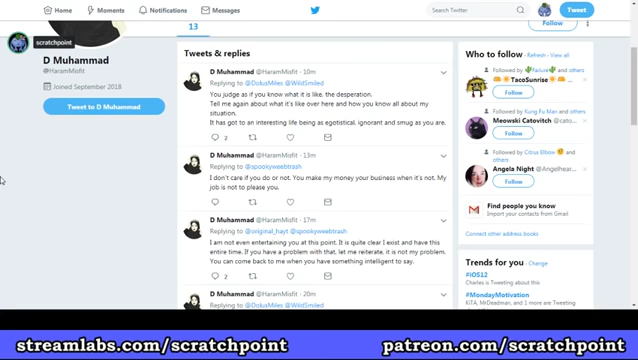 Home Moments Notifications Messages Search Twitter Tweet
13 Follow
scratchpoint
D Muhammad
@HaramMisfit
Joined September 2018
Tweet to D Muhammad
Tweets & replies
D Muhammad @HaramMisfit · 10m
Replying to @DolusMiles @WildSmiled
You judge as if you know what it is like, the desperation.
Tell me again about what it's like over here and how you know all about my
situation.
It has got to an interesting life being as egotistical, ignorant and smug as you are.
2
D Muhammad @HaramMisfit · 13m
Replying to @spookyweebtrash
I don't care if you do or not. You make my money your business when it's not. My
job is not to please you.
D Muhammad @HaramMisfit · 17m
Replying to @original_hayt @spookyweebtrash
I am not even entertaining you at this point. It is quite clear I exist and have this
entire time. If you have a problem with that, let me reiterate, it is not my problem.
You can come back to me when you have something intelligent to say.
2
D Muhammad @HaramMisfit · 20m
Replying to @DolusMiles @WildSmiled
Who to follow · Refresh · View all
Followed by Failure and others
TacoSunrise
Follow
Followed by Kung Fu Man and others
Meowski Catovitch @cato...
Follow
Followed by Citrus Elbow and
others
Angela Night @Angelhear...
Follow
Find people you know
Import your contacts from Gmail
Connect other address books
Trends for you · Change
#iOS12
Charles is Tweeting about this
#MondayMotivation
KITA, MrDeadman, and 1 more are Tweeting
streamlabs.com/scratchpoint patreon.com/scratchpoint